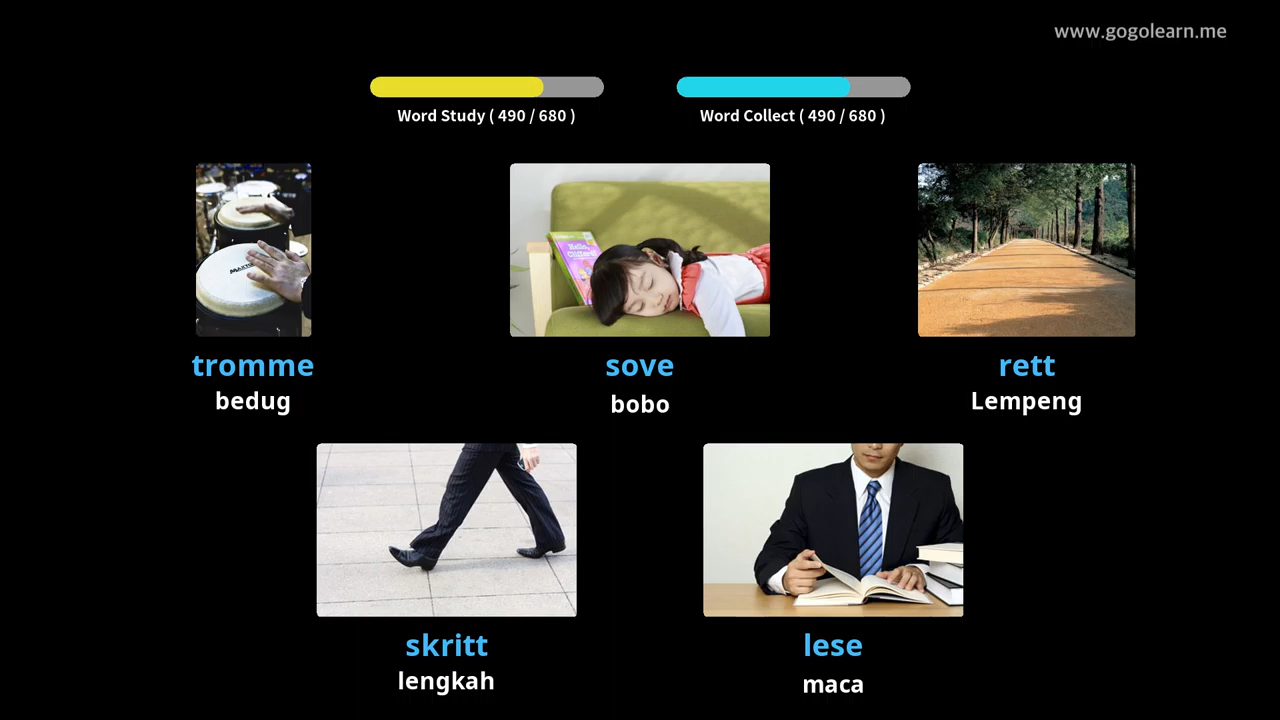 www.gogolearn.me
Word Study ( 490 / 680 )
Word Collect ( 490 / 680 )
tromme
bedug
sove
bobo
rett
Lempeng
skritt
lengkah
lese
maca